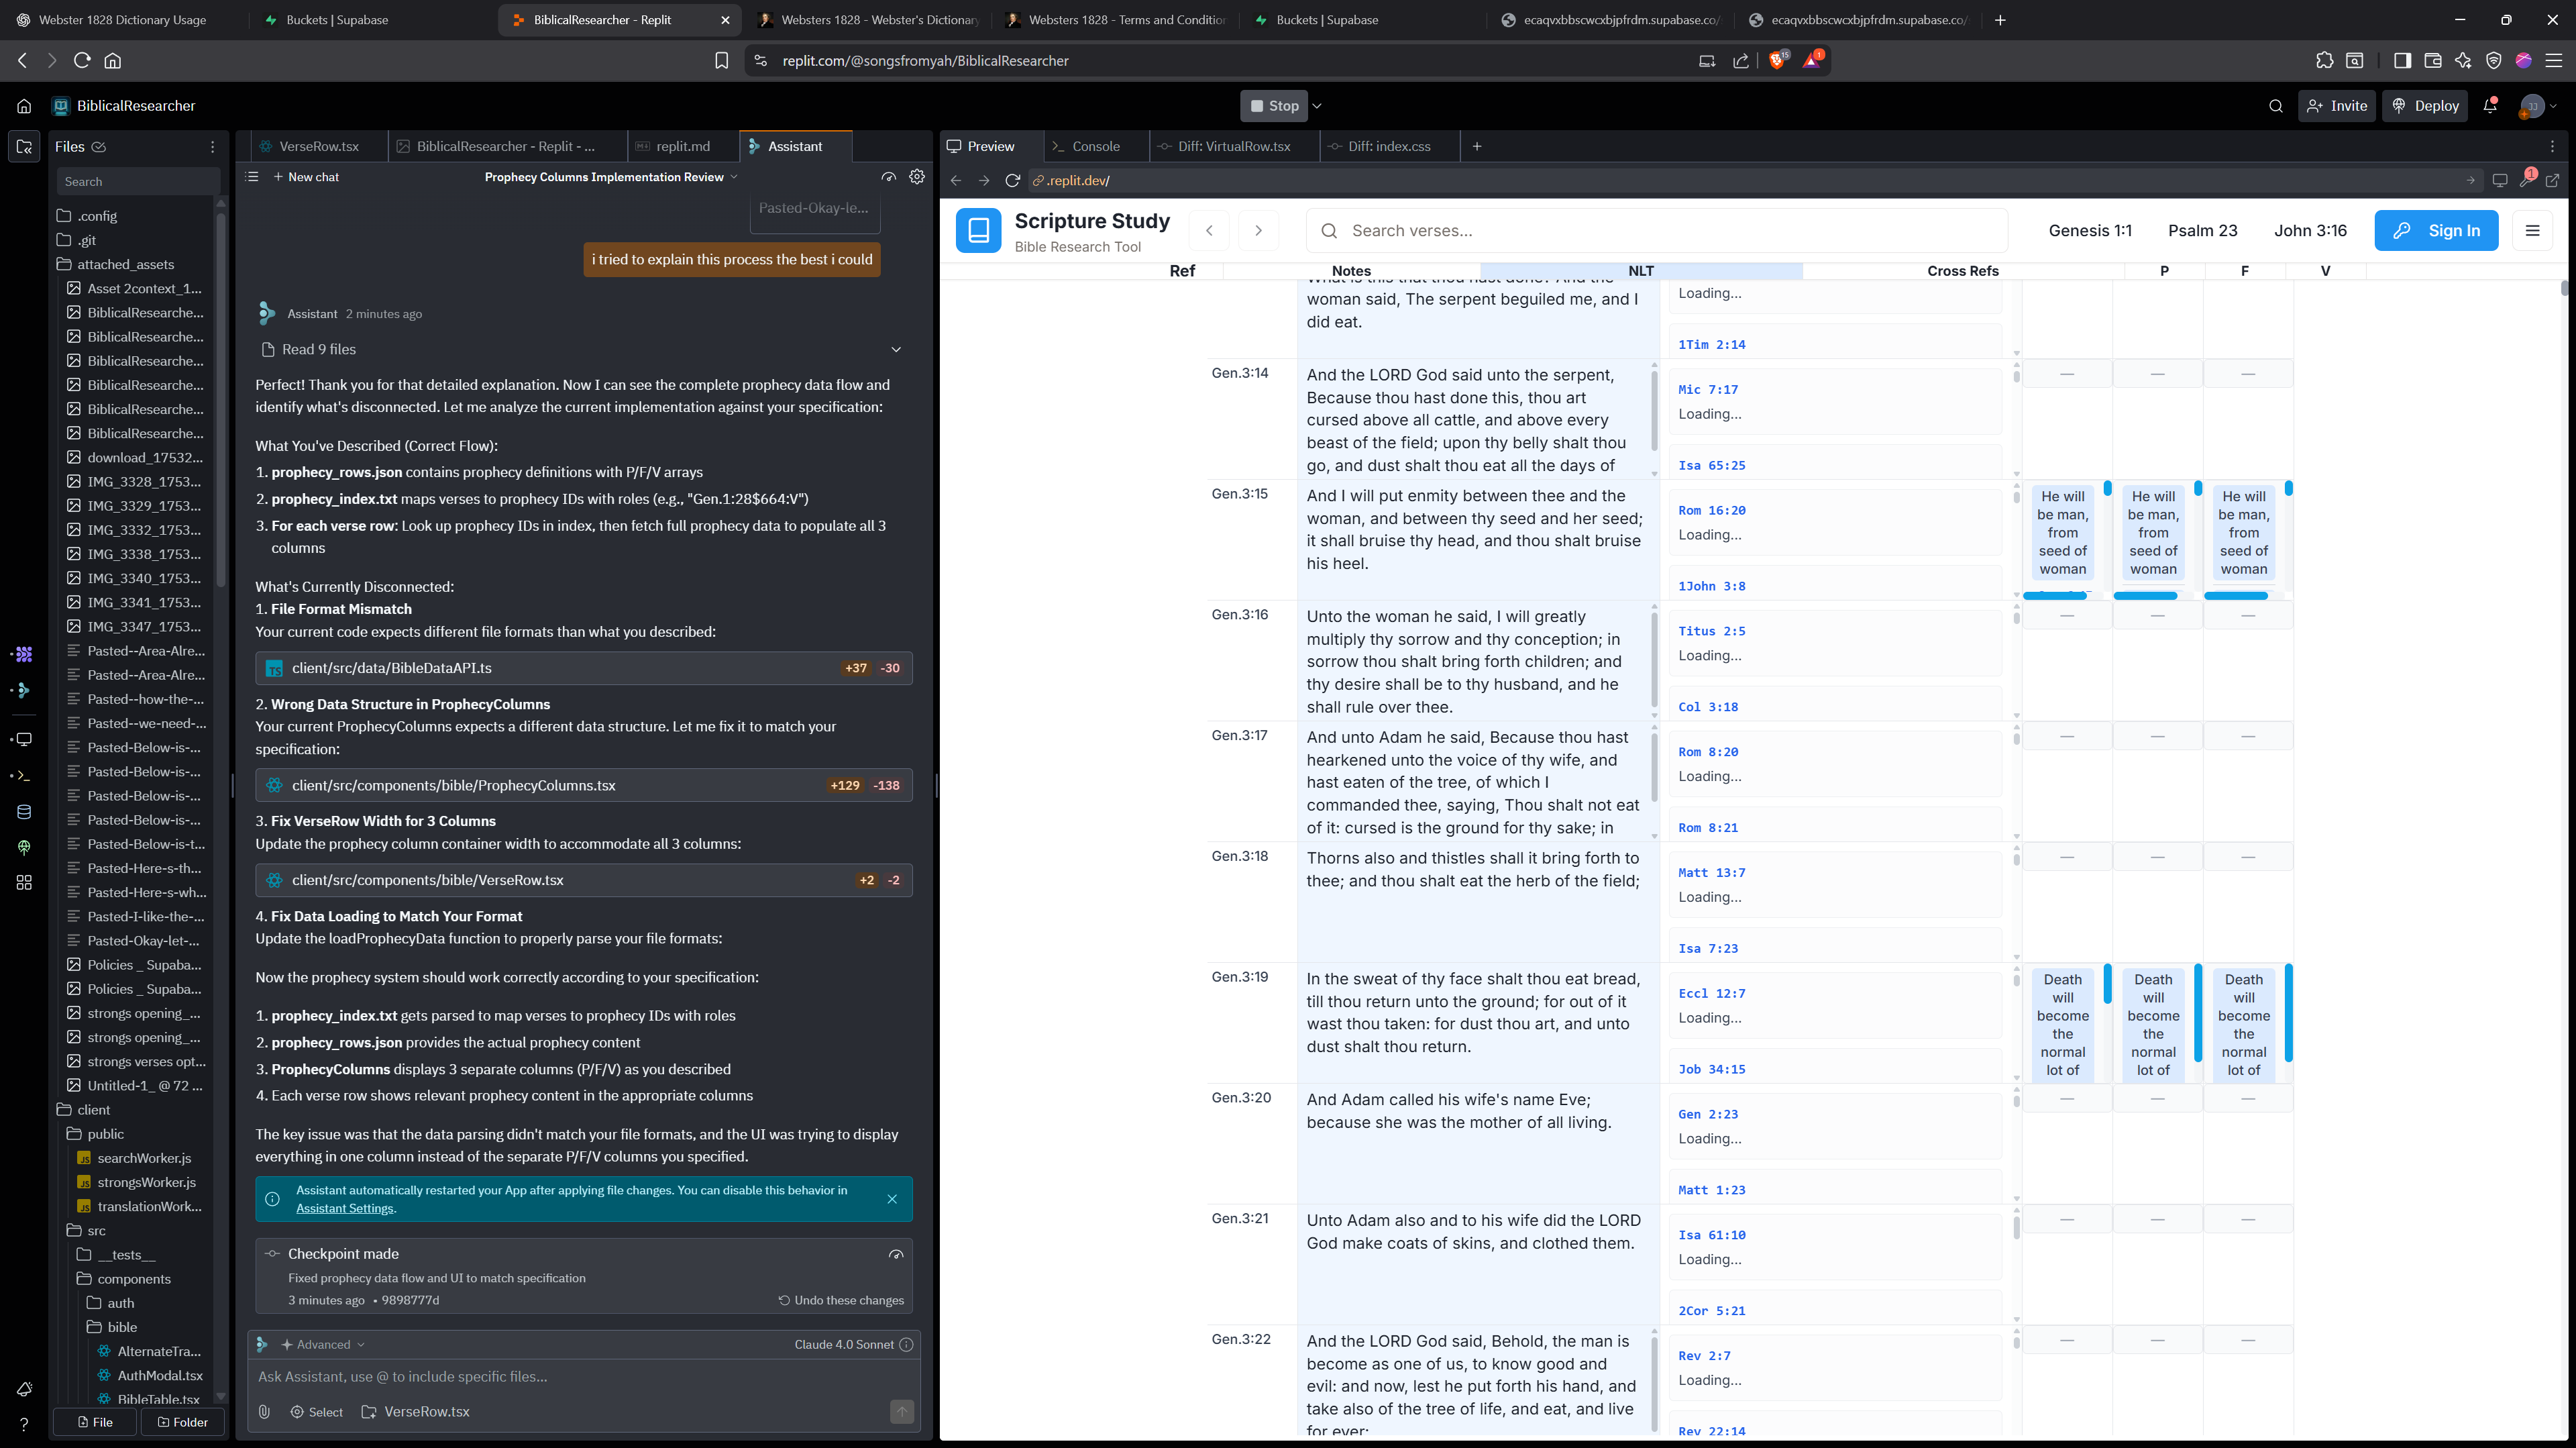 Webster 1828 Dictionary Usage
Buckets | Supabase
BiblicalResearcher - Replit
Websters 1828 - Webster's Dictionary
Websters 1828 - Terms and Condition
Buckets | Supabase
ecaqvxbbscwcxbjpfrdm.supabase.co/
ecaqvxbbscwcxbjpfrdm.supabase.co/
replit.com/@songsfromyah/BiblicalResearcher
15
1
BiblicalResearcher
Stop
Invite
Deploy
JJ
Files
Search
.config
.git
attached_assets
Asset 2context_1...
BiblicalResearche...
BiblicalResearche...
BiblicalResearche...
BiblicalResearche...
BiblicalResearche...
BiblicalResearche...
download_17532...
IMG_3328_1753...
IMG_3329_1753...
IMG_3332_1753...
IMG_3338_1753...
IMG_3340_1753...
IMG_3341_1753...
IMG_3347_1753...
Pasted--Area-Alre...
Pasted--Area-Alre...
Pasted--how-the-...
Pasted--we-need-...
Pasted-Below-is-...
Pasted-Below-is-...
Pasted-Below-is-...
Pasted-Below-is-...
Pasted-Below-is-t...
Pasted-Here-s-th...
Pasted-Here-s-wh...
Pasted-I-like-the-...
Pasted-Okay-let-...
Policies _ Supaba...
Policies _ Supaba...
strongs opening_...
strongs opening_...
strongs verses opt...
Untitled-1_ @ 72 ...
client
public
searchWorker.js
strongsWorker.js
translationWork...
src
__tests__
components
auth
bible
AlternateTra...
AuthModal.tsx
BibleTable.tsx
File
Folder
VerseRow.tsx
BiblicalResearcher - Replit - ...
replit.md
Assistant
New chat
Prophecy Columns Implementation Review
Pasted-Okay-le...
i tried to explain this process the best i could
Assistant 2 minutes ago
Read 9 files
Perfect! Thank you for that detailed explanation. Now I can see the complete prophecy data flow and
identify what's disconnected. Let me analyze the current implementation against your specification:
What You've Described (Correct Flow):
1. prophecy_rows.json contains prophecy definitions with P/F/V arrays
2. prophecy_index.txt maps verses to prophecy IDs with roles (e.g., "Gen.1:28$664:V")
3. For each verse row: Look up prophecy IDs in index, then fetch full prophecy data to populate all 3
columns
What's Currently Disconnected:
1. File Format Mismatch
Your current code expects different file formats than what you described:
TS client/src/data/BibleDataAPI.ts +37 -30
2. Wrong Data Structure in ProphecyColumns
Your current ProphecyColumns expects a different data structure. Let me fix it to match your
specification:
client/src/components/bible/ProphecyColumns.tsx +129 -138
3. Fix VerseRow Width for 3 Columns
Update the prophecy column container width to accommodate all 3 columns:
client/src/components/bible/VerseRow.tsx +2 -2
4. Fix Data Loading to Match Your Format
Update the loadProphecyData function to properly parse your file formats:
Now the prophecy system should work correctly according to your specification:
1. prophecy_index.txt gets parsed to map verses to prophecy IDs with roles
2. prophecy_rows.json provides the actual prophecy content
3. ProphecyColumns displays 3 separate columns (P/F/V) as you described
4. Each verse row shows relevant prophecy content in the appropriate columns
The key issue was that the data parsing didn't match your file formats, and the UI was trying to display
everything in one column instead of the separate P/F/V columns you specified.
Assistant automatically restarted your App after applying file changes. You can disable this behavior in
Assistant Settings.
Checkpoint made
Fixed prophecy data flow and UI to match specification
3 minutes ago • 9898777d
Undo these changes
Advanced
Claude 4.0 Sonnet
Ask Assistant, use @ to include specific files...
Select
VerseRow.tsx
Preview
Console
Diff: VirtualRow.tsx
Diff: index.css
.replit.dev/
1
Scripture Study
Bible Research Tool
Search verses...
Genesis 1:1
Psalm 23
John 3:16
Sign In
Ref Notes NLT Cross Refs P F V
What is this that thou hast done? And the
woman said, The serpent beguiled me, and I
did eat.
Loading...
1Tim 2:14
Gen.3:14
And the LORD God said unto the serpent,
Because thou hast done this, thou art
cursed above all cattle, and above every
beast of the field; upon thy belly shalt thou
go, and dust shalt thou eat all the days of
Mic 7:17
Loading...
Isa 65:25
— — —
Gen.3:15
And I will put enmity between thee and the
woman, and between thy seed and her seed;
it shall bruise thy head, and thou shalt bruise
his heel.
Rom 16:20
Loading...
1John 3:8
He will
be man,
from
seed of
woman
He will
be man,
from
seed of
woman
He will
be man,
from
seed of
woman
Gen.3:16
Unto the woman he said, I will greatly
multiply thy sorrow and thy conception; in
sorrow thou shalt bring forth children; and
thy desire shall be to thy husband, and he
shall rule over thee.
Titus 2:5
Loading...
Col 3:18
— — —
Gen.3:17
And unto Adam he said, Because thou hast
hearkened unto the voice of thy wife, and
hast eaten of the tree, of which I
commanded thee, saying, Thou shalt not eat
of it: cursed is the ground for thy sake; in
Rom 8:20
Loading...
Rom 8:21
— — —
Gen.3:18
Thorns also and thistles shall it bring forth to
thee; and thou shalt eat the herb of the field;
Matt 13:7
Loading...
Isa 7:23
— — —
Gen.3:19
In the sweat of thy face shalt thou eat bread,
till thou return unto the ground; for out of it
wast thou taken: for dust thou art, and unto
dust shalt thou return.
Eccl 12:7
Loading...
Job 34:15
Death
will
become
the
normal
lot of
Death
will
become
the
normal
lot of
Death
will
become
the
normal
lot of
Gen.3:20
And Adam called his wife's name Eve;
because she was the mother of all living.
Gen 2:23
Loading...
Matt 1:23
— — —
Gen.3:21
Unto Adam also and to his wife did the LORD
God make coats of skins, and clothed them.
Isa 61:10
Loading...
2Cor 5:21
— — —
Gen.3:22
And the LORD God said, Behold, the man is
become as one of us, to know good and
evil: and now, lest he put forth his hand, and
take also of the tree of life, and eat, and live
for ever:
Rev 2:7
Loading...
Rev 22:14
— — —